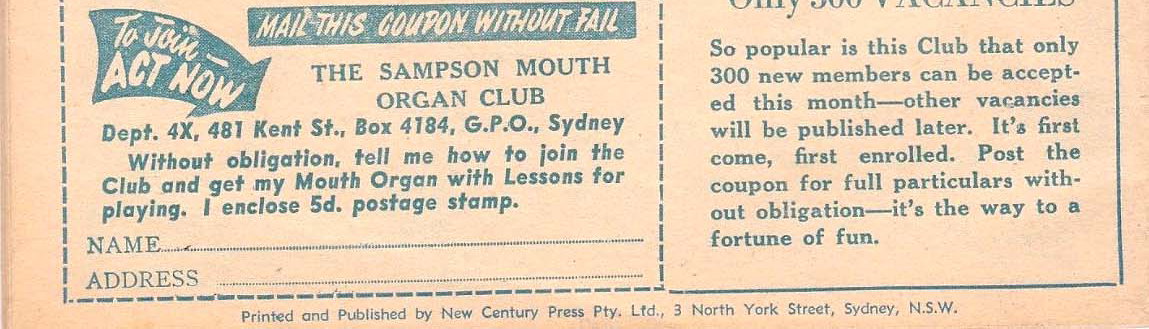 To Join—
ACT NOW
MAIL THIS COUPON WITHOUT FAIL
THE SAMPSON MOUTH
ORGAN CLUB
Dept. 4X, 481 Kent St., Box 4184, G.P.O., Sydney
Without obligation, tell me how to join the
Club and get my Mouth Organ with Lessons for
playing. I enclose 5d. postage stamp.
NAME
ADDRESS
Only 300 VACANCIES
So popular is this Club that only
300 new members can be accept-
ed this month—other vacancies
will be published later. It's first
come, first enrolled. Post the
coupon for full particulars with-
out obligation—it's the way to a
fortune of fun.
Printed and Published by New Century Press Pty. Ltd., 3 North York Street, Sydney, N.S.W.